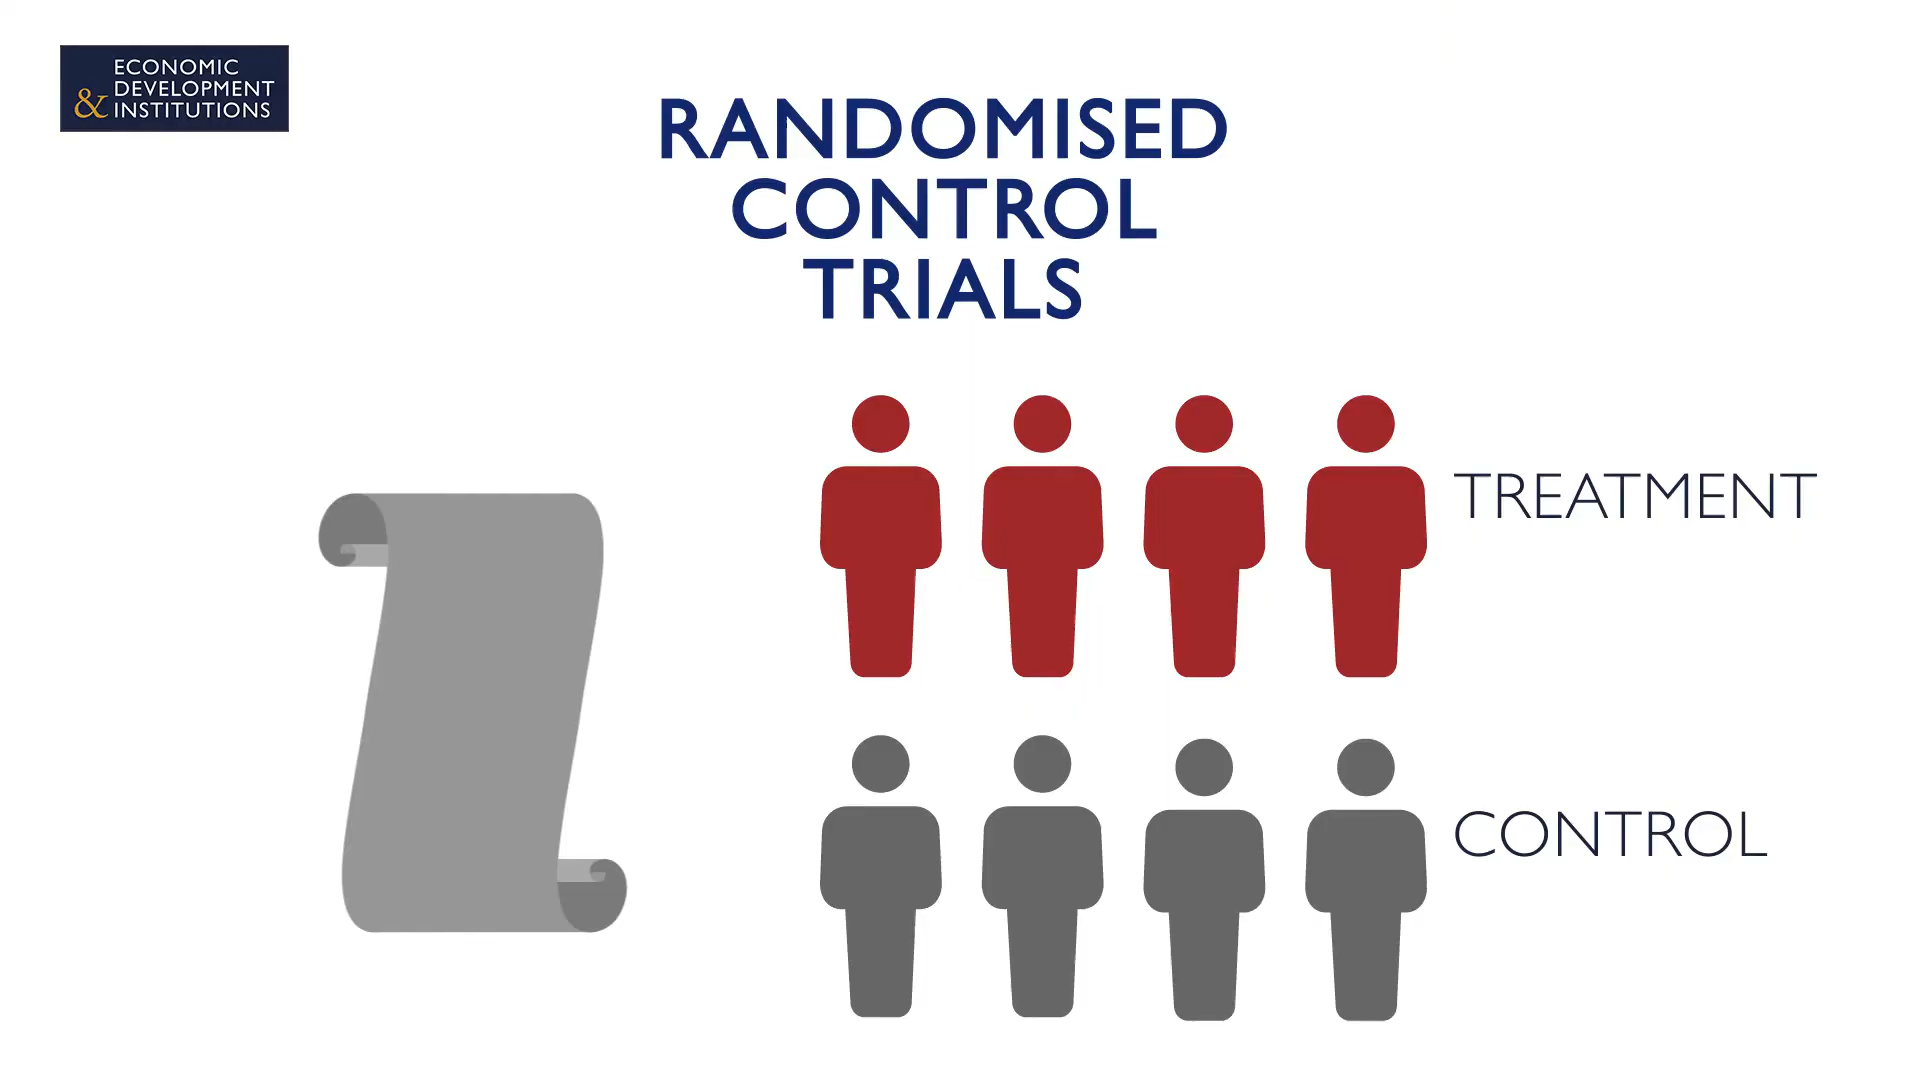 ECONOMIC
DEVELOPMENT
& INSTITUTIONS
RANDOMISED
CONTROL
TRIALS
TREATMENT
CONTROL